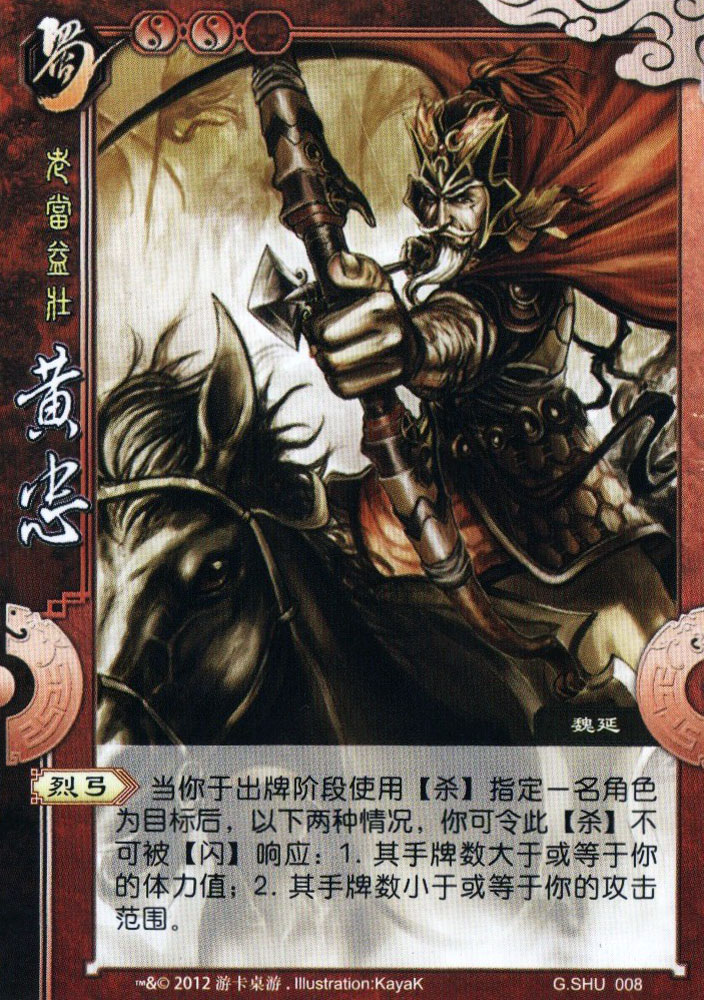 蜀
老當益壯
黃忠
魏延
烈弓
当你于出牌阶段使用【杀】指定一名角色
为目标后，以下两种情况，你可令此【杀】不
可被【闪】响应：1. 其手牌数大于或等于你
的体力值；2. 其手牌数小于或等于你的攻击
范围。
™&© 2012 游卡桌游 . Illustration:KayaK
G.SHU 008